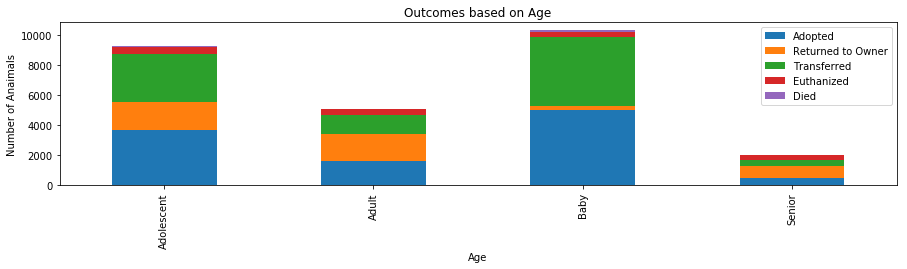 Outcomes based on Age
Number of Anaimals
10000
8000
6000
4000
2000
0
Adopted
Returned to Owner
Transferred
Euthanized
Died
Adolescent
Adult
Baby
Senior
Age